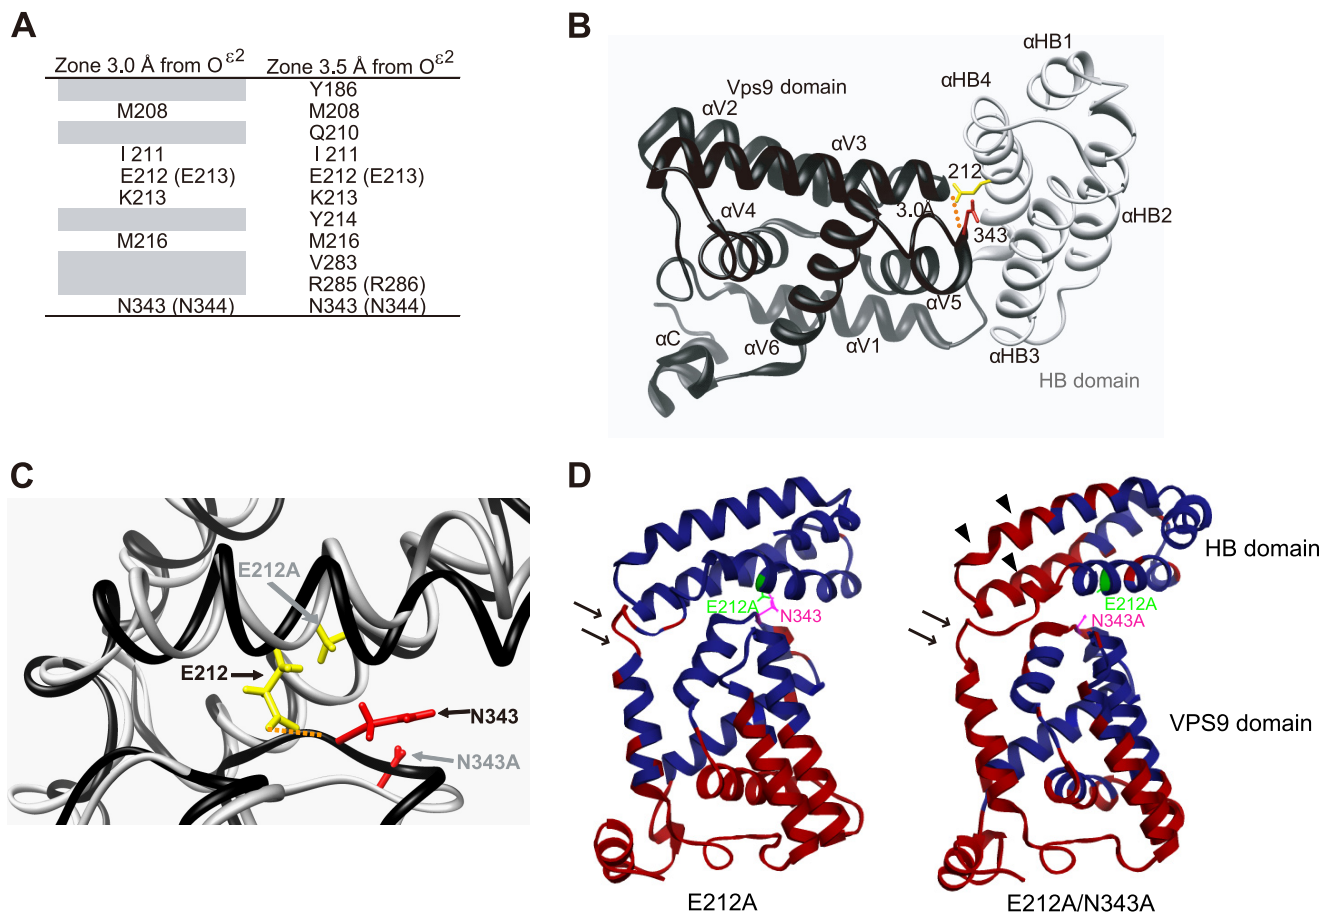 A
Zone 3.0 Å from O ε2 Zone 3.5 Å from O ε2
Y186
M208 M208
Q210
I 211 I 211
E212 (E213) E212 (E213)
K213 K213
Y214
M216 M216
V283
R285 (R286)
N343 (N344) N343 (N344)
B
αHB1
Vps9 domain
αHB4
αV2
αV3
212
3.0Å
αHB2
αV4
343
αV5
αC
αV6
αV1
αHB3
HB domain
C
E212A
E212
N343
N343A
D
HB domain
E212A
N343
E212A
N343A
VPS9 domain
E212A
E212A/N343A